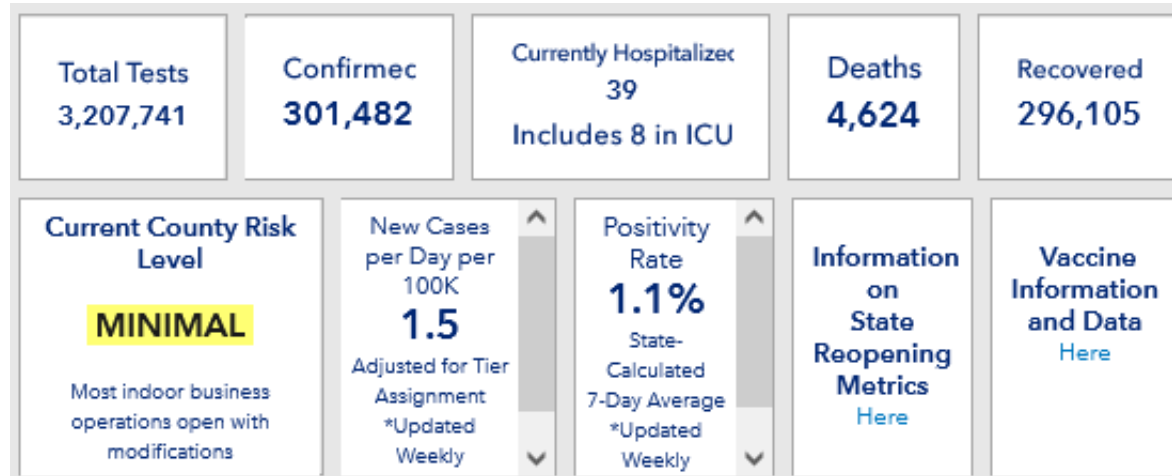 Total Tests
3,207,741
Confirmec
301,482
Currently Hospitalizec
39
Includes 8 in ICU
Deaths
4,624
Recovered
296,105
Current County Risk
Level
MINIMAL
Most indoor business
operations open with
modifications
New Cases
per Day per
100K
1.5
Adjusted for Tier
Assignment
*Updated
Weekly
Positivity
Rate
1.1%
State-
Calculated
7-Day Average
*Updated
Weekly
Information
on
State
Reopening
Metrics
Here
Vaccine
Information
and Data
Here